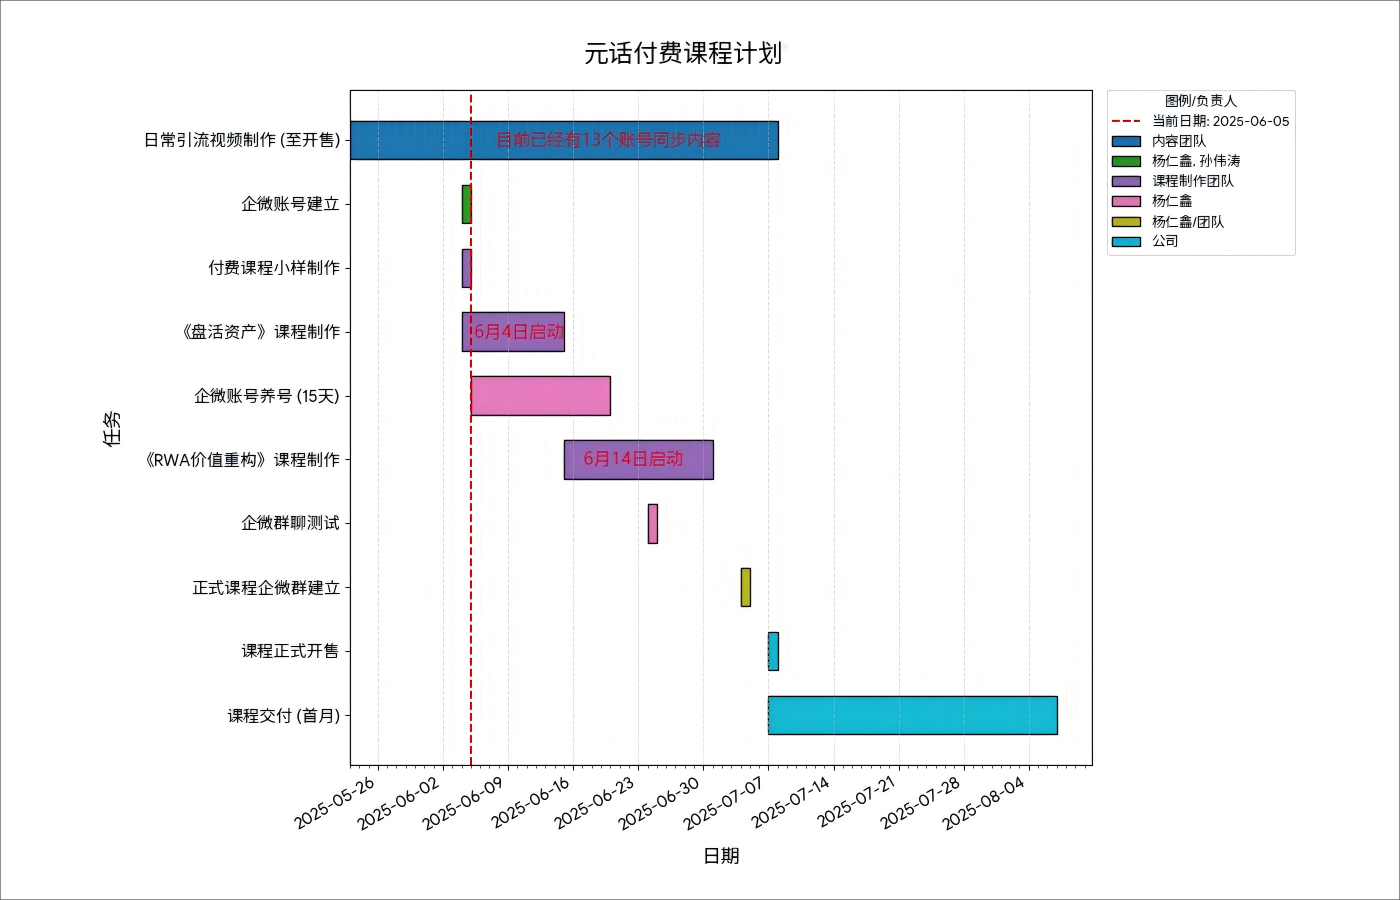 元话付费课程计划
图例/负责人
当前日期: 2025-06-05
内容团队
杨仁鑫, 孙伟涛
课程制作团队
杨仁鑫
杨仁鑫/团队
公司
任务
日常引流视频制作 (至开售)
目前已经有13个账号同步内容
企微账号建立
付费课程小样制作
《盘活资产》课程制作
6月4日启动
企微账号养号 (15天)
《RWA价值重构》课程制作
6月14日启动
企微群聊测试
正式课程企微群建立
课程正式开售
课程交付 (首月)
2025-05-26
2025-06-02
2025-06-09
2025-06-16
2025-06-23
2025-06-30
2025-07-07
2025-07-14
2025-07-21
2025-07-28
2025-08-04
日期